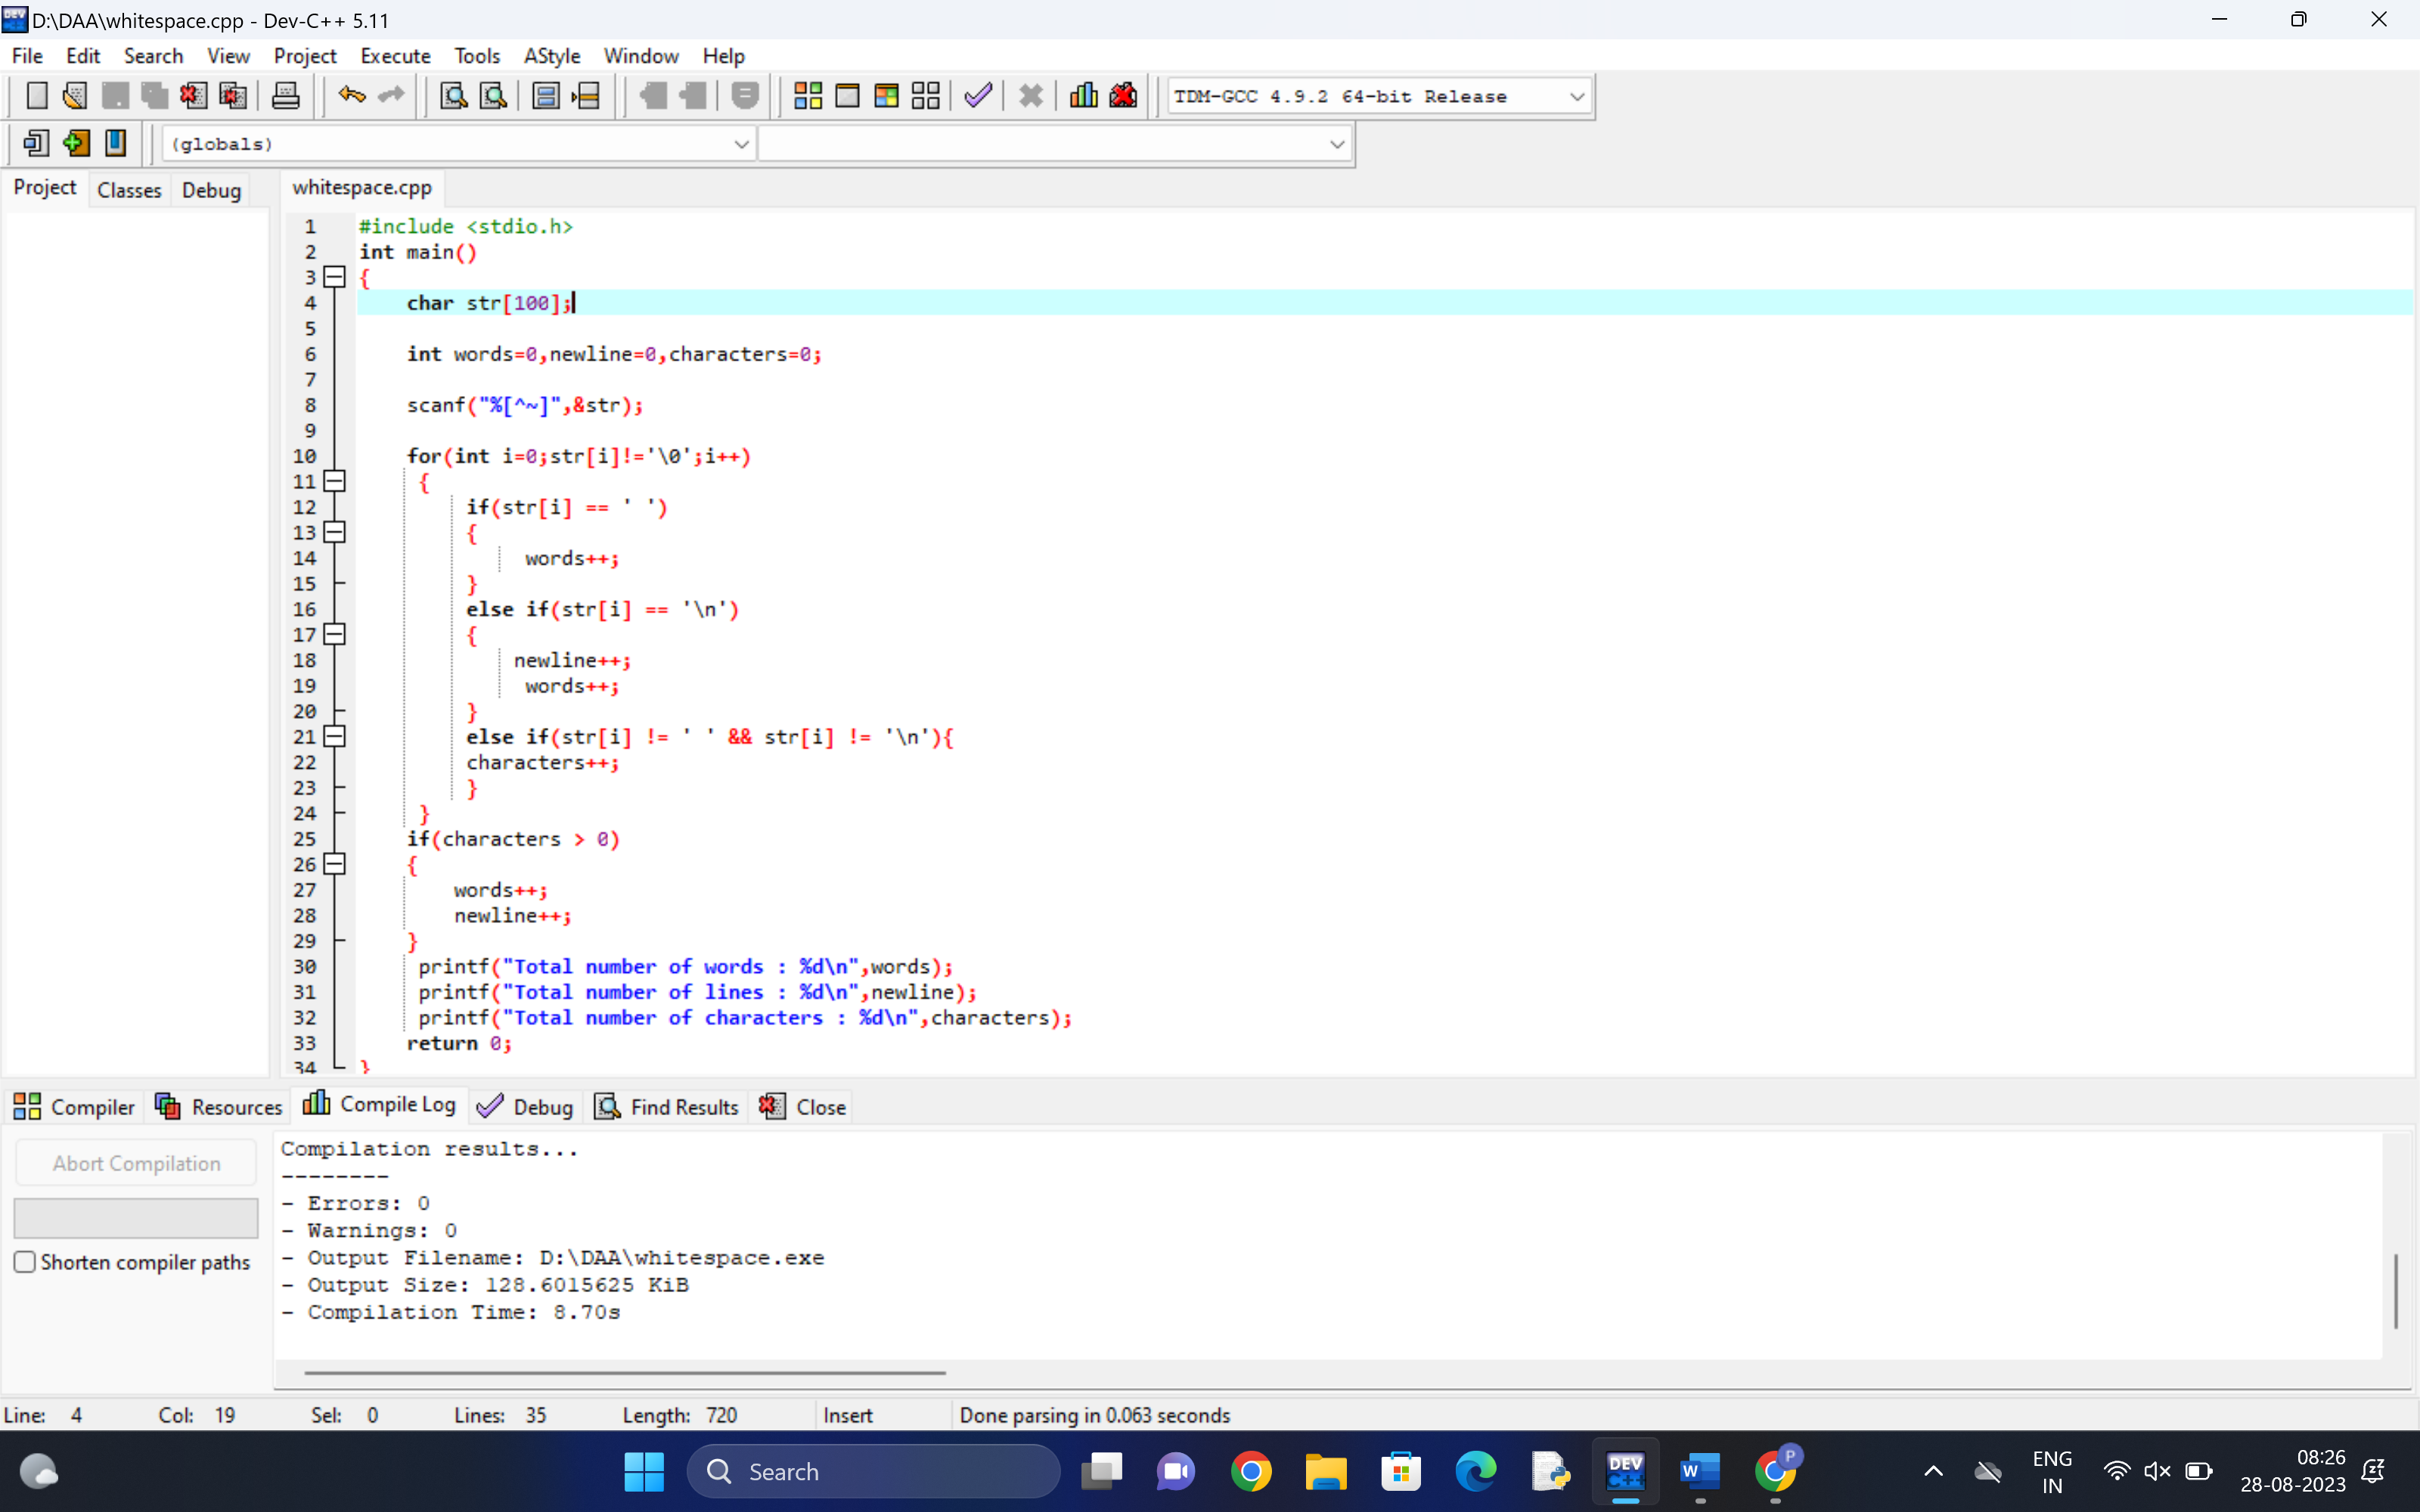 D:\DAA\whitespace.cpp - Dev-C++ 5.11
File Edit Search View Project Execute Tools AStyle Window Help
TDM-GCC 4.9.2 64-bit Release
(globals)
Project Classes Debug whitespace.cpp
1 #include <stdio.h>
2 int main()
3 {
4 char str[100];
5
6 int words=0,newline=0,characters=0;
7
8 scanf("%[^~]",&str);
9
10 for(int i=0;str[i]!='\0';i++)
11 {
12 if(str[i] == ' ')
13 {
14 words++;
15 }
16 else if(str[i] == '\n')
17 {
18 newline++;
19 words++;
20 }
21 else if(str[i] != ' ' && str[i] != '\n'){
22 characters++;
23 }
24 }
25 if(characters > 0)
26 {
27 words++;
28 newline++;
29 }
30 printf("Total number of words : %d\n",words);
31 printf("Total number of lines : %d\n",newline);
32 printf("Total number of characters : %d\n",characters);
33 return 0;
34 }
Compiler Resources Compile Log Debug Find Results Close
Abort Compilation
Shorten compiler paths
Compilation results...
--------
- Errors: 0
- Warnings: 0
- Output Filename: D:\DAA\whitespace.exe
- Output Size: 128.6015625 KiB
- Compilation Time: 8.70s
Line: 4 Col: 19 Sel: 0 Lines: 35 Length: 720 Insert Done parsing in 0.063 seconds
Search
DEV C++
W
P
ENG
IN
08:26
28-08-2023